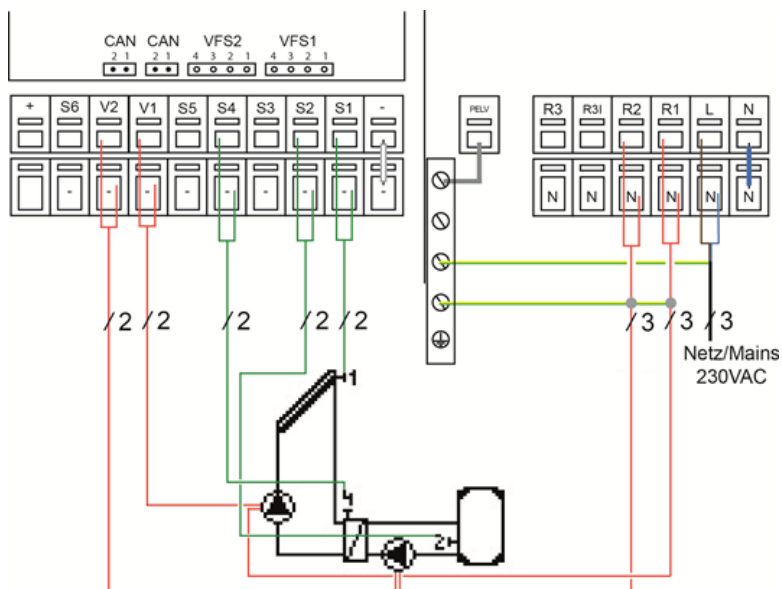 CAN CAN VFS2 VFS1
2 1 2 1 4 3 2 1 4 3 2 1
+ S6 V2 V1 S5 S4 S3 S2 S1 - PELV R3 R3I R2 R1 L N
- - - - - - - - - N N N N N N
/2 /2 /2 /2 /2 /3 /3 /3
Netz/Mains
230VAC
1
4
2